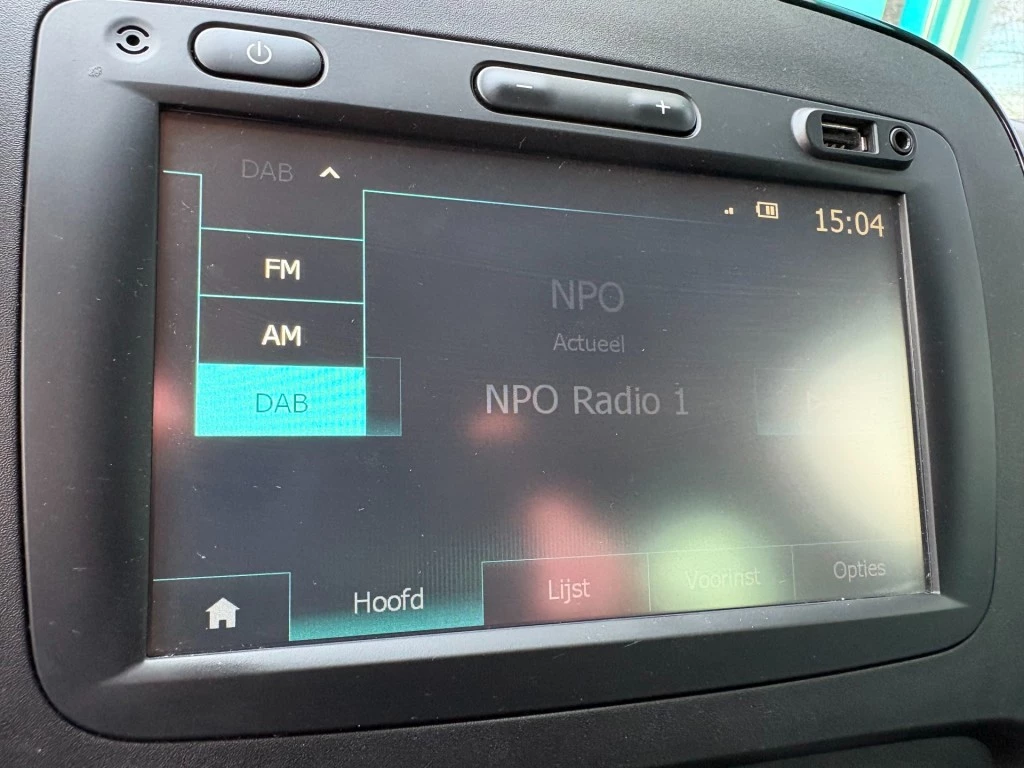 DAB
15:04
FM
AM
DAB
NPO
Actueel
NPO Radio 1
Hoofd
Lijst
Voorinst
Opties